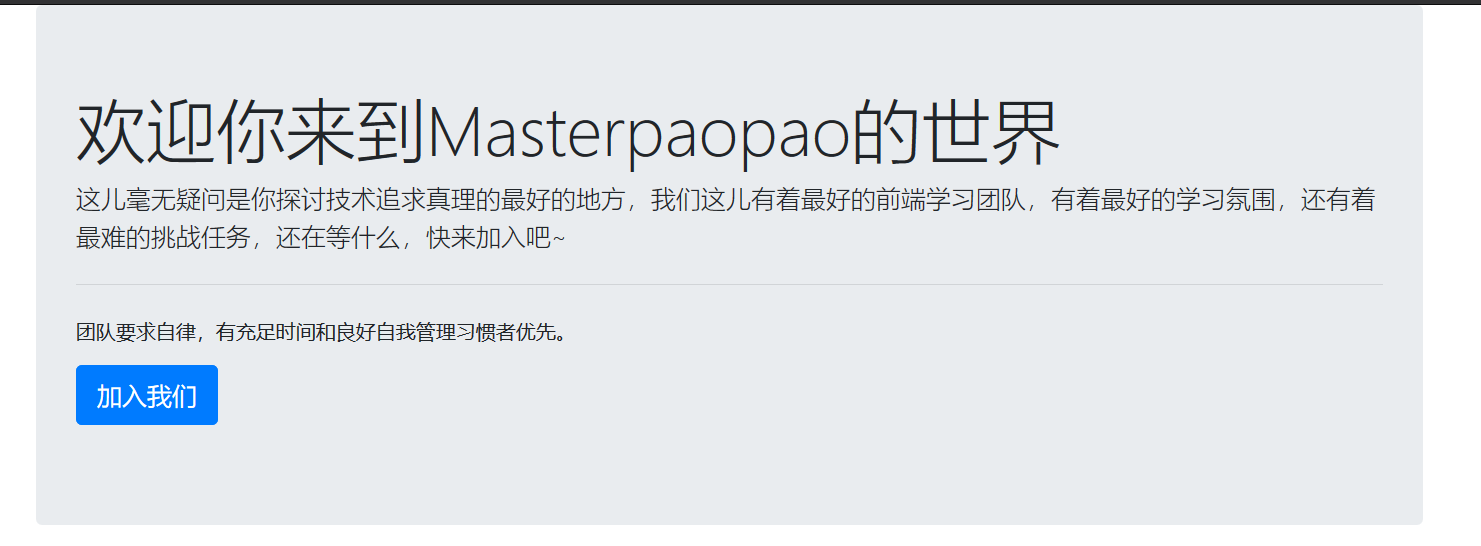 欢迎你来到Masterpaopao的世界
这儿毫无疑问是你探讨技术追求真理的最好的地方，我们这儿有着最好的前端学习团队，有着最好的学习氛围，还有着
最难的挑战任务，还在等什么，快来加入吧~
团队要求自律，有充足时间和良好自我管理习惯者优先。
加入我们